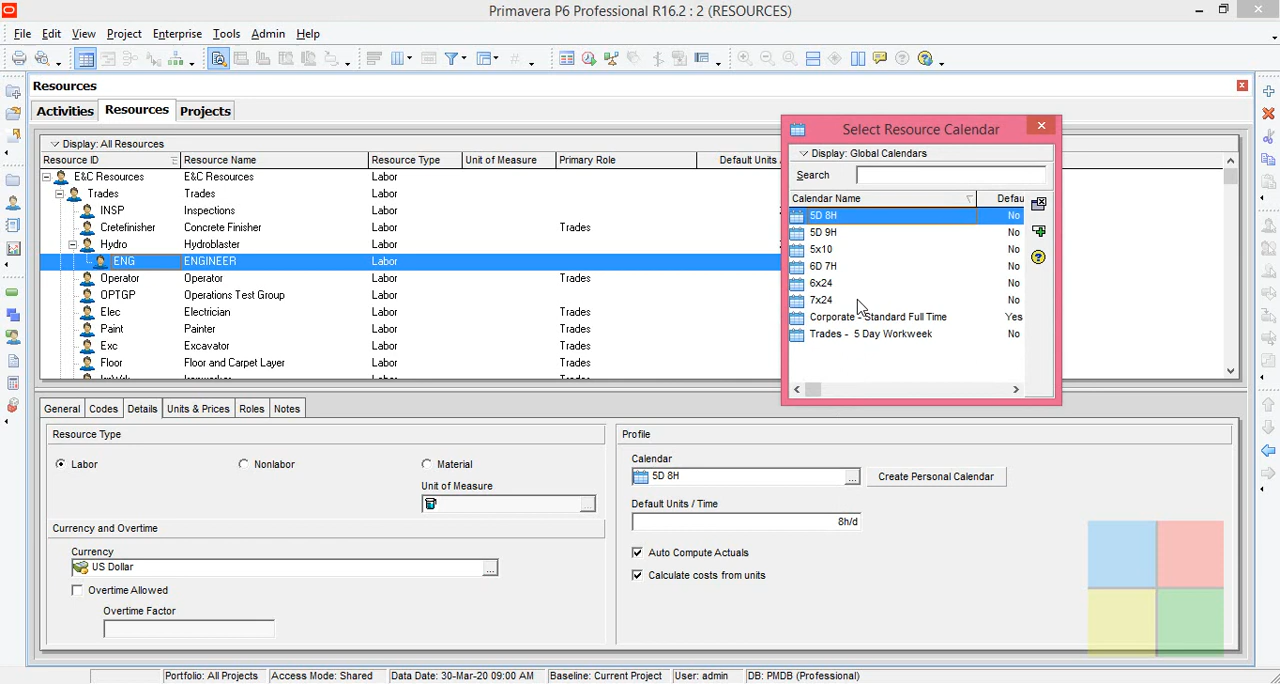 Primavera P6 Professional R16.2 : 2 (RESOURCES)
File Edit View Project Enterprise Tools Admin Help
Resources
Activities Resources Projects
Display: All Resources
Resource ID Resource Name Resource Type Unit of Measure Primary Role Default Units
E&C Resources E&C Resources Labor
Trades Trades Labor
INSP Inspections Labor
Cretefinisher Concrete Finisher Labor Trades
Hydro Hydroblaster Labor
ENG ENGINEER Labor
Operator Operator Labor Trades
OPTGP Operations Test Group Labor
Elec Electrician Labor Trades
Paint Painter Labor Trades
Exc Excavator Labor Trades
Floor Floor and Carpet Layer Labor Trades
Select Resource Calendar
Display: Global Calendars
Search
Calendar Name Defau
5D 8H No
5D 9H No
5x10 No
6D 7H No
6x24 No
7x24 No
Corporate - Standard Full Time Yes
Trades - 5 Day Workweek No
General Codes Details Units & Prices Roles Notes
Resource Type
Labor Nonlabor Material
Unit of Measure
Currency and Overtime
Currency
US Dollar
Overtime Allowed
Overtime Factor
Profile
Calendar
5D 8H Create Personal Calendar
Default Units / Time
8h/d
Auto Compute Actuals
Calculate costs from units
Portfolio: All Projects Access Mode: Shared Data Date: 30-Mar-20 09:00 AM Baseline: Current Project User: admin DB: PMDB (Professional)